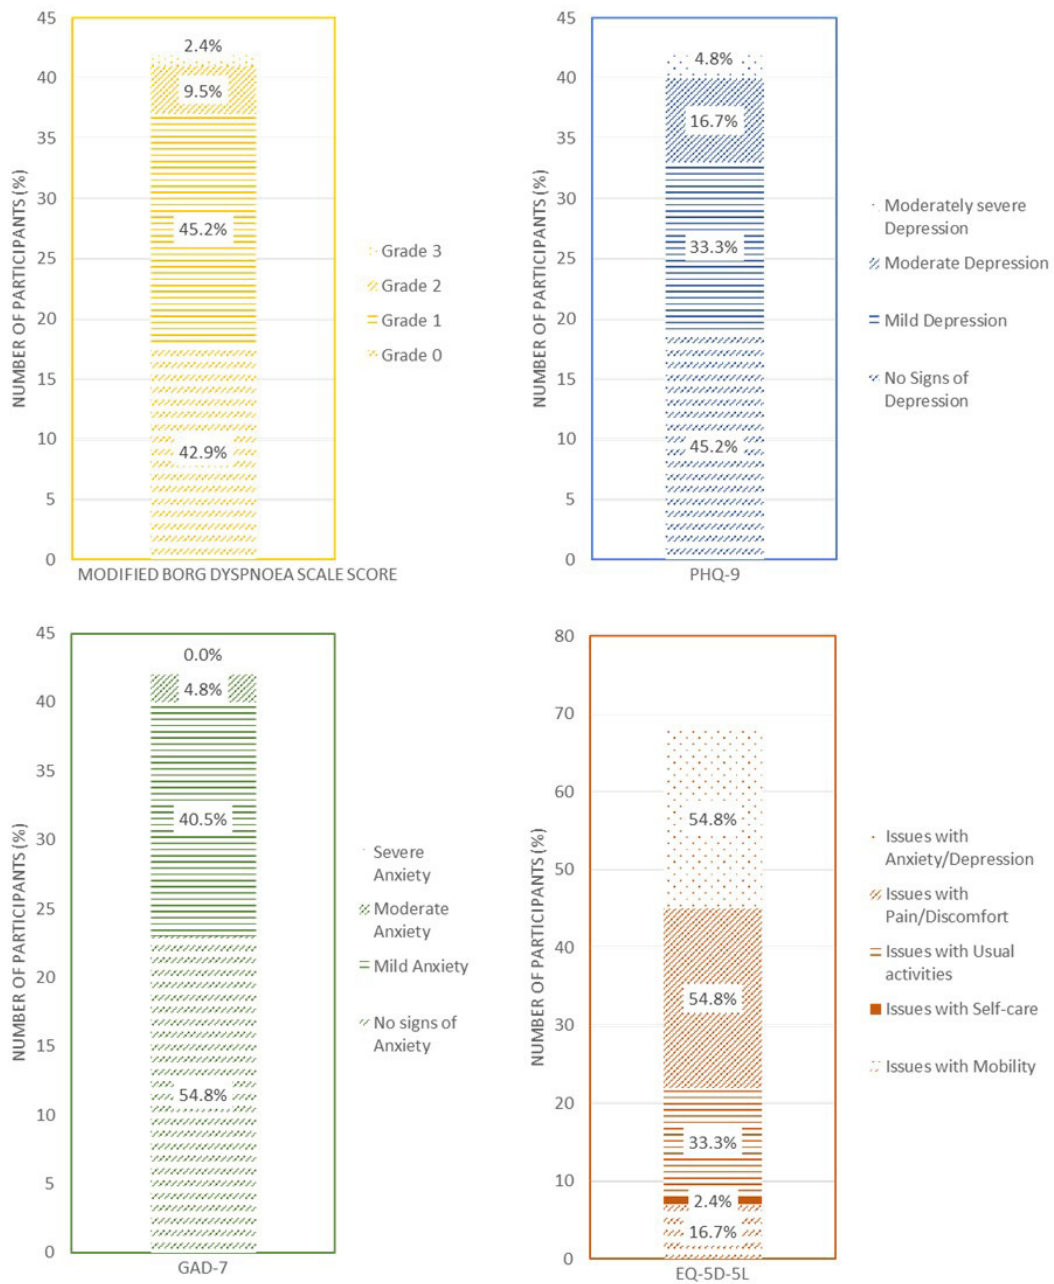 45
40
35
30
25
20
15
10
5
0
NUMBER OF PARTICIPANTS (%)
2.4%
9.5%
45.2%
42.9%
MODIFIED BORG DYSPNOEA SCALE SCORE
Grade 3
Grade 2
Grade 1
Grade 0
45
40
35
30
25
20
15
10
5
0
NUMBER OF PARTICIPANTS (%)
4.8%
16.7%
33.3%
45.2%
PHQ-9
Moderately severe
Depression
Moderate Depression
Mild Depression
No Signs of
Depression
45
40
35
30
25
20
15
10
5
0
NUMBER OF PARTICIPANTS (%)
0.0%
4.8%
40.5%
54.8%
GAD-7
Severe
Anxiety
Moderate
Anxiety
Mild Anxiety
No signs of
Anxiety
80
70
60
50
40
30
20
10
0
NUMBER OF PARTICIPANTS (%)
54.8%
54.8%
33.3%
2.4%
16.7%
EQ-5D-5L
Issues with
Anxiety/Depression
Issues with
Pain/Discomfort
Issues with Usual
activities
Issues with Self-care
Issues with Mobility